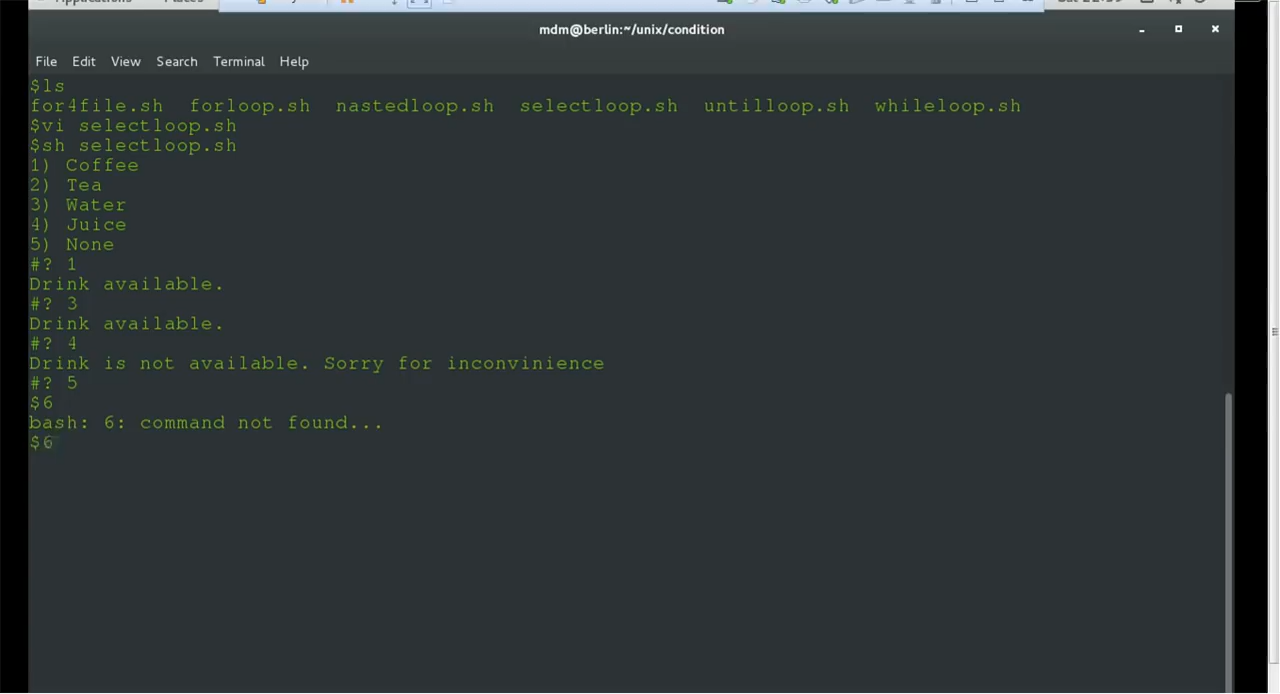 mdm@berlin:~/unix/condition
File Edit View Search Terminal Help
$ls
for4file.sh forloop.sh nastedloop.sh selectloop.sh untilloop.sh whileloop.sh
$vi selectloop.sh
$sh selectloop.sh
1) Coffee
2) Tea
3) Water
4) Juice
5) None
#? 1
Drink available.
#? 3
Drink available.
#? 4
Drink is not available. Sorry for inconvinience
#? 5
$6
bash: 6: command not found...
$6